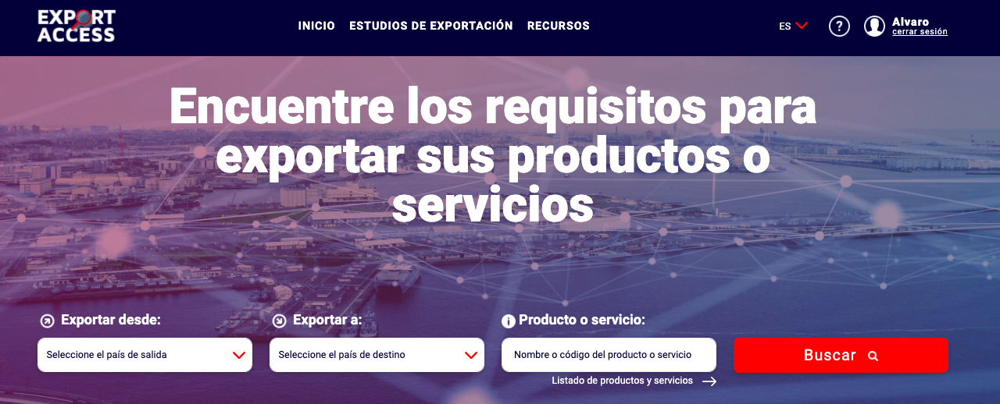 EXPORT
ACCESS
INICIO ESTUDIOS DE EXPORTACIÓN RECURSOS
ES
?
Alvaro
cerrar sesión
Encuentre los requisitos para
exportar sus productos o
servicios
Exportar desde:
Exportar a:
Producto o servicio:
Seleccione el país de salida
Seleccione el país de destino
Nombre o código del producto o servicio
Buscar
Listado de productos y servicios